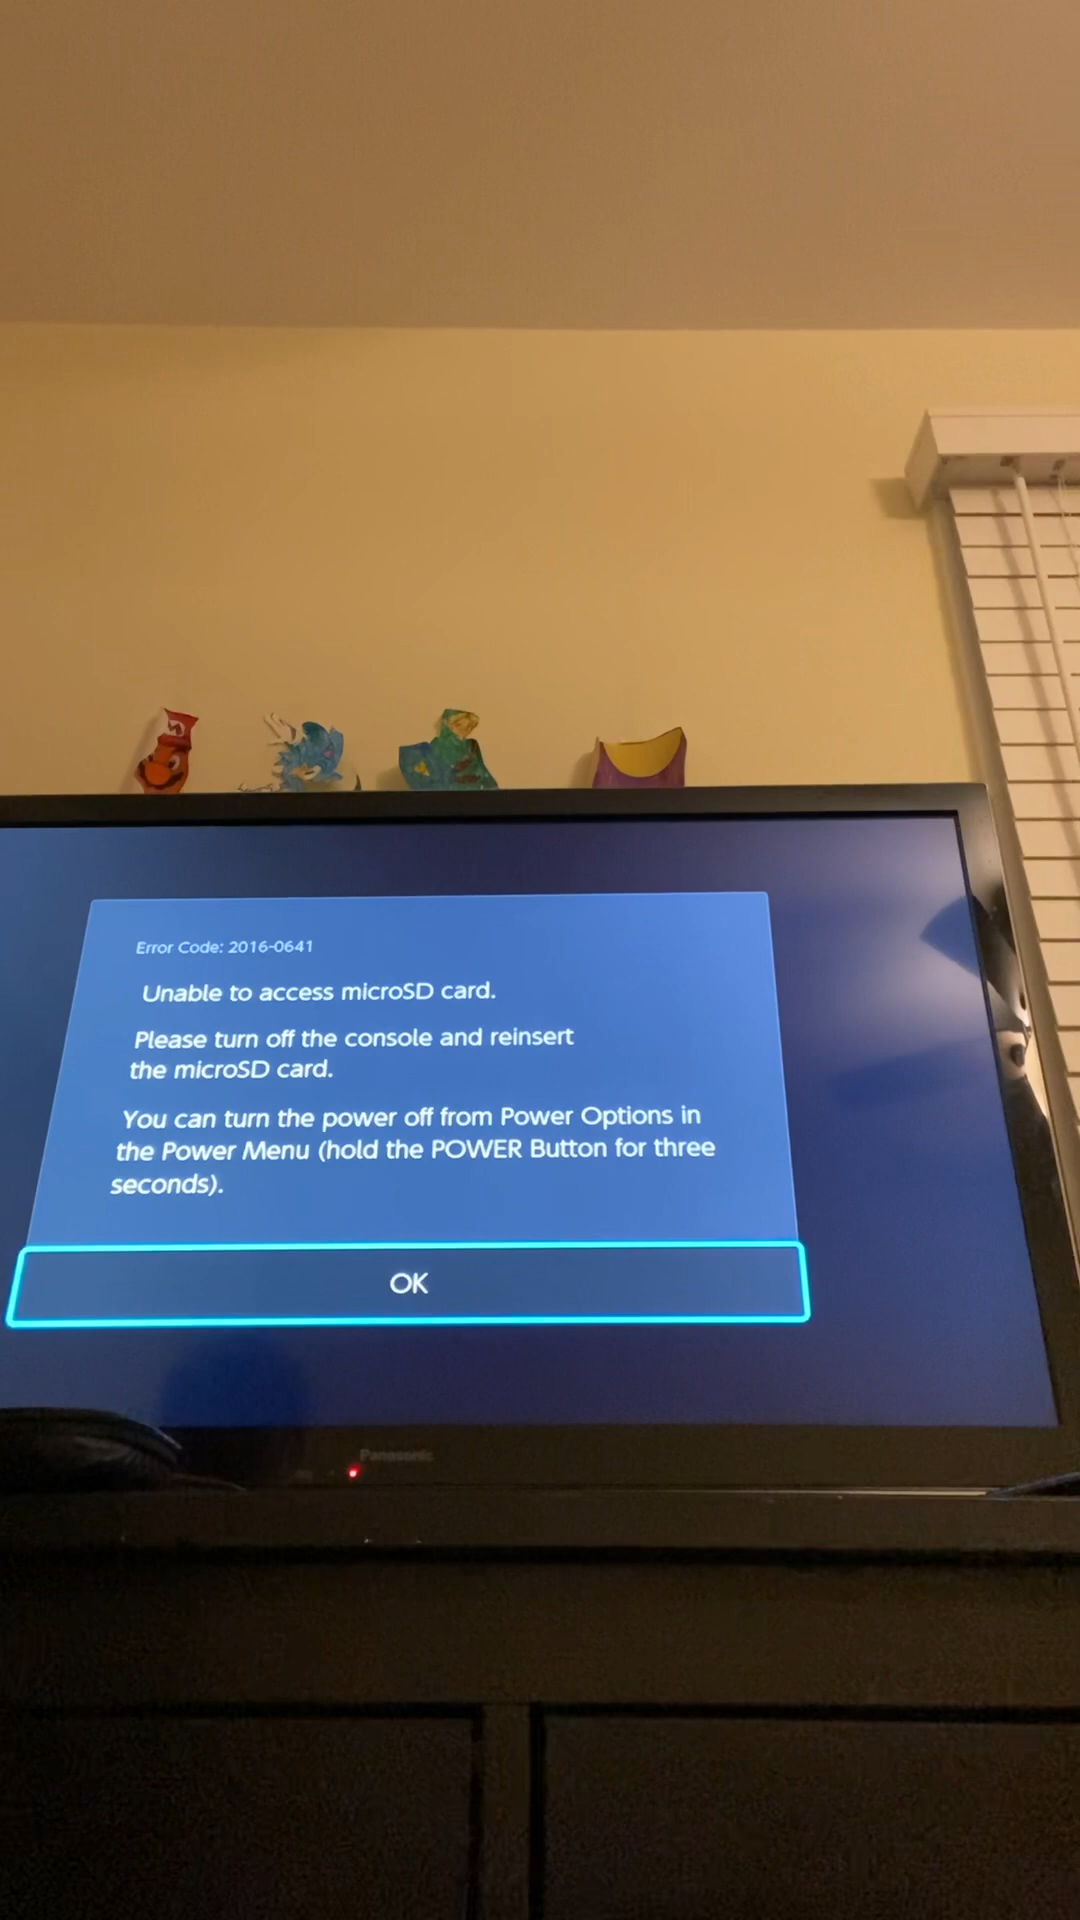 Error Code: 2016-0641
Unable to access microSD card.
Please turn off the console and reinsert
the microSD card.
You can turn the power off from Power Options in
the Power Menu (hold the POWER Button for three
seconds).
OK
Panasonic